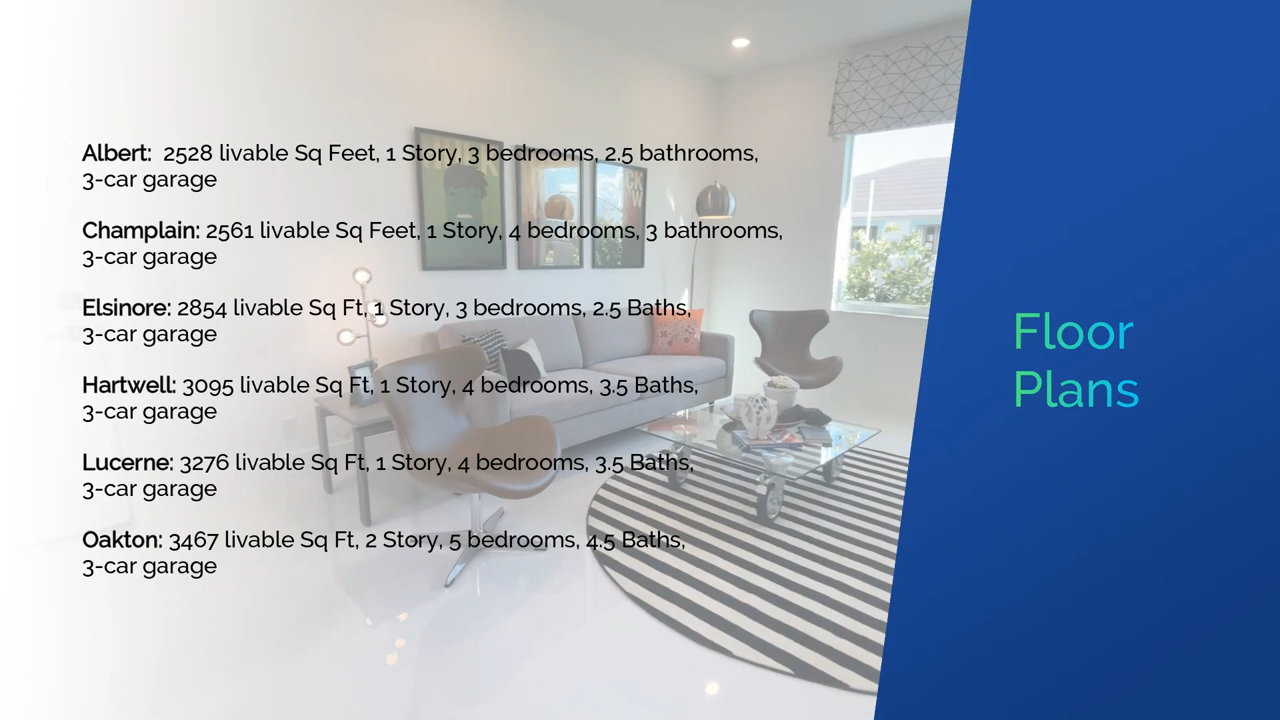 Albert:  2528 livable Sq Feet, 1 Story, 3 bedrooms, 2.5 bathrooms,
3-car garage
Champlain: 2561 livable Sq Feet, 1 Story, 4 bedrooms, 3 bathrooms,
3-car garage
Elsinore: 2854 livable Sq Ft, 1 Story, 3 bedrooms, 2.5 Baths,
3-car garage
Hartwell: 3095 livable Sq Ft, 1 Story, 4 bedrooms, 3.5 Baths,
3-car garage
Lucerne: 3276 livable Sq Ft, 1 Story, 4 bedrooms, 3.5 Baths,
3-car garage
Oakton: 3467 livable Sq Ft, 2 Story, 5 bedrooms, 4.5 Baths,
3-car garage
Floor
Plans